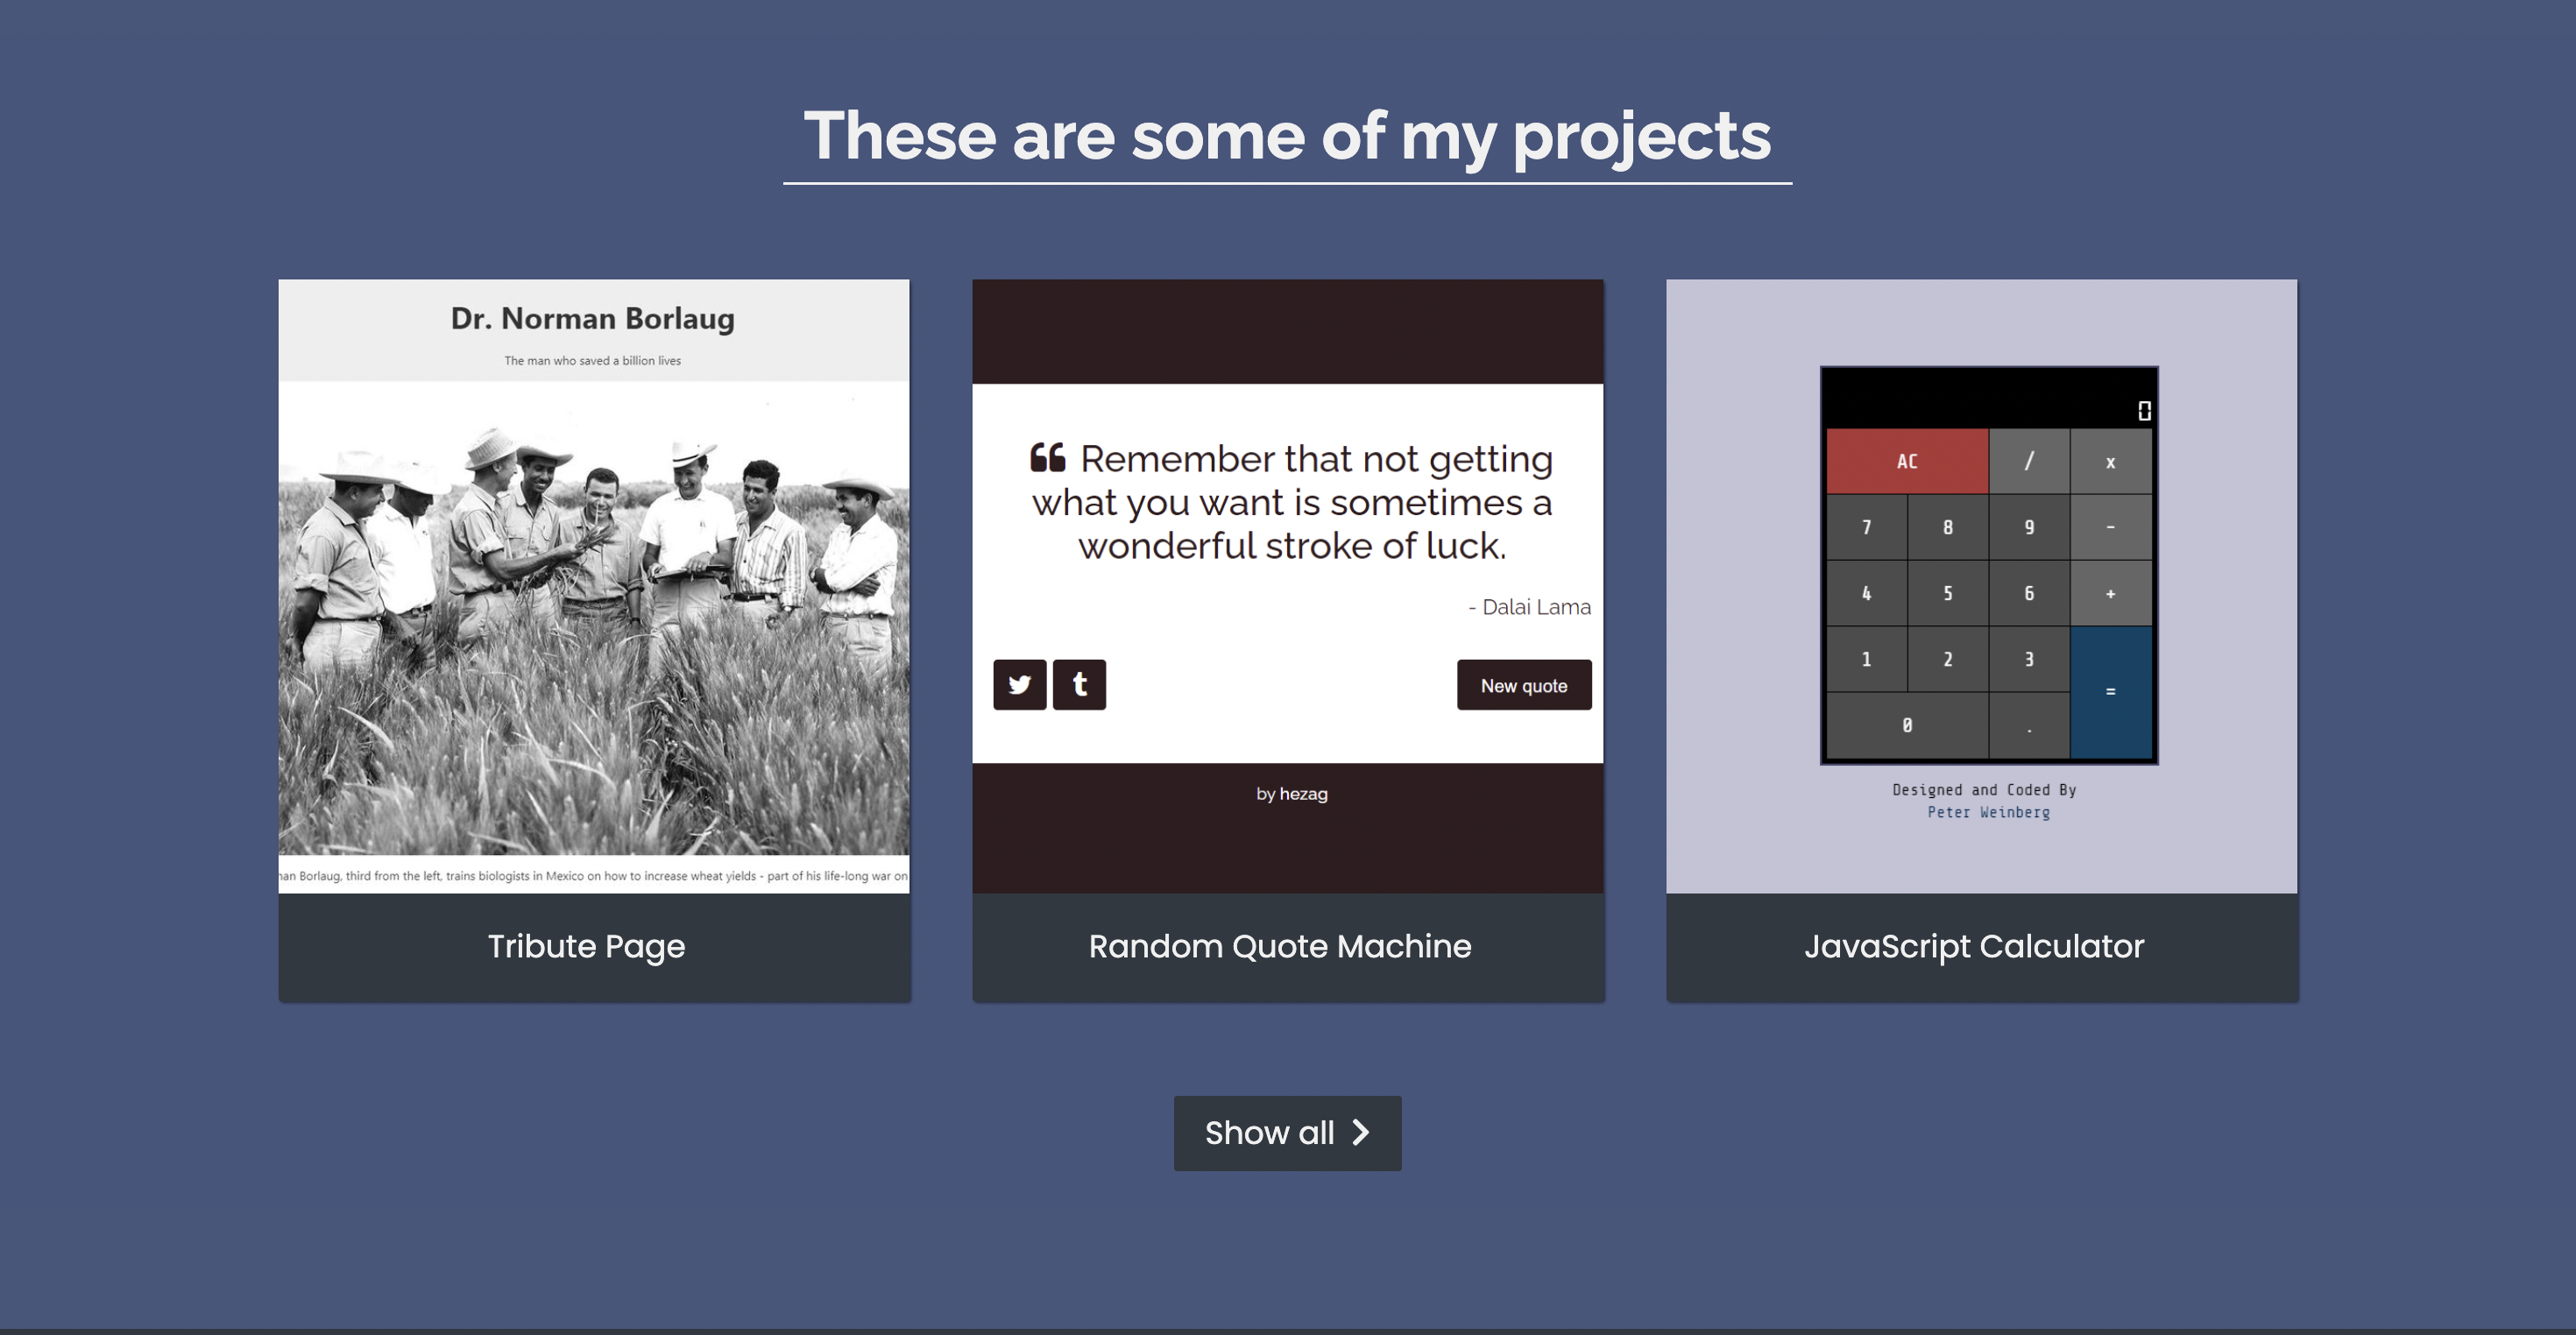 These are some of my projects
Dr. Norman Borlaug
The man who saved a billion lives
Borlaug, third from the left, trains biologists in Mexico on how to increase wheat yields - part of his life-long war on
Tribute Page
❝ Remember that not getting
what you want is sometimes a
wonderful stroke of luck.
- Dalai Lama
New quote
by hezag
Random Quote Machine
0
AC / x
7 8 9 -
4 5 6 +
1 2 3
=
0 .
Designed and Coded By
Peter Weinberg
JavaScript Calculator
Show all